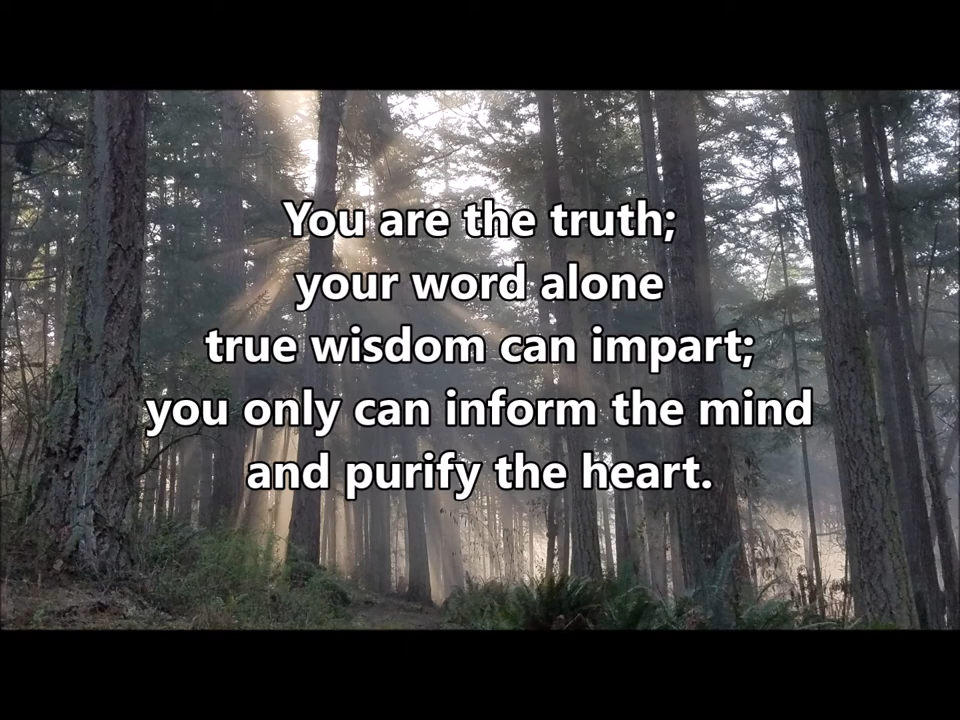 You are the truth;
your word alone
true wisdom can impart;
you only can inform the mind
and purify the heart.